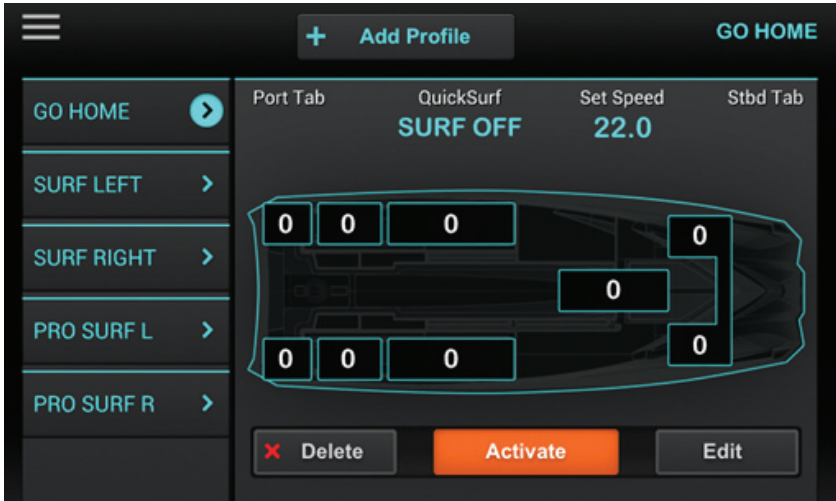 + Add Profile
GO HOME
GO HOME
SURF LEFT
SURF RIGHT
PRO SURF L
PRO SURF R
Port Tab
QuickSurf
SURF OFF
Set Speed
22.0
Stbd Tab
0 0 0
0
0
0
0 0 0
Delete
Activate
Edit